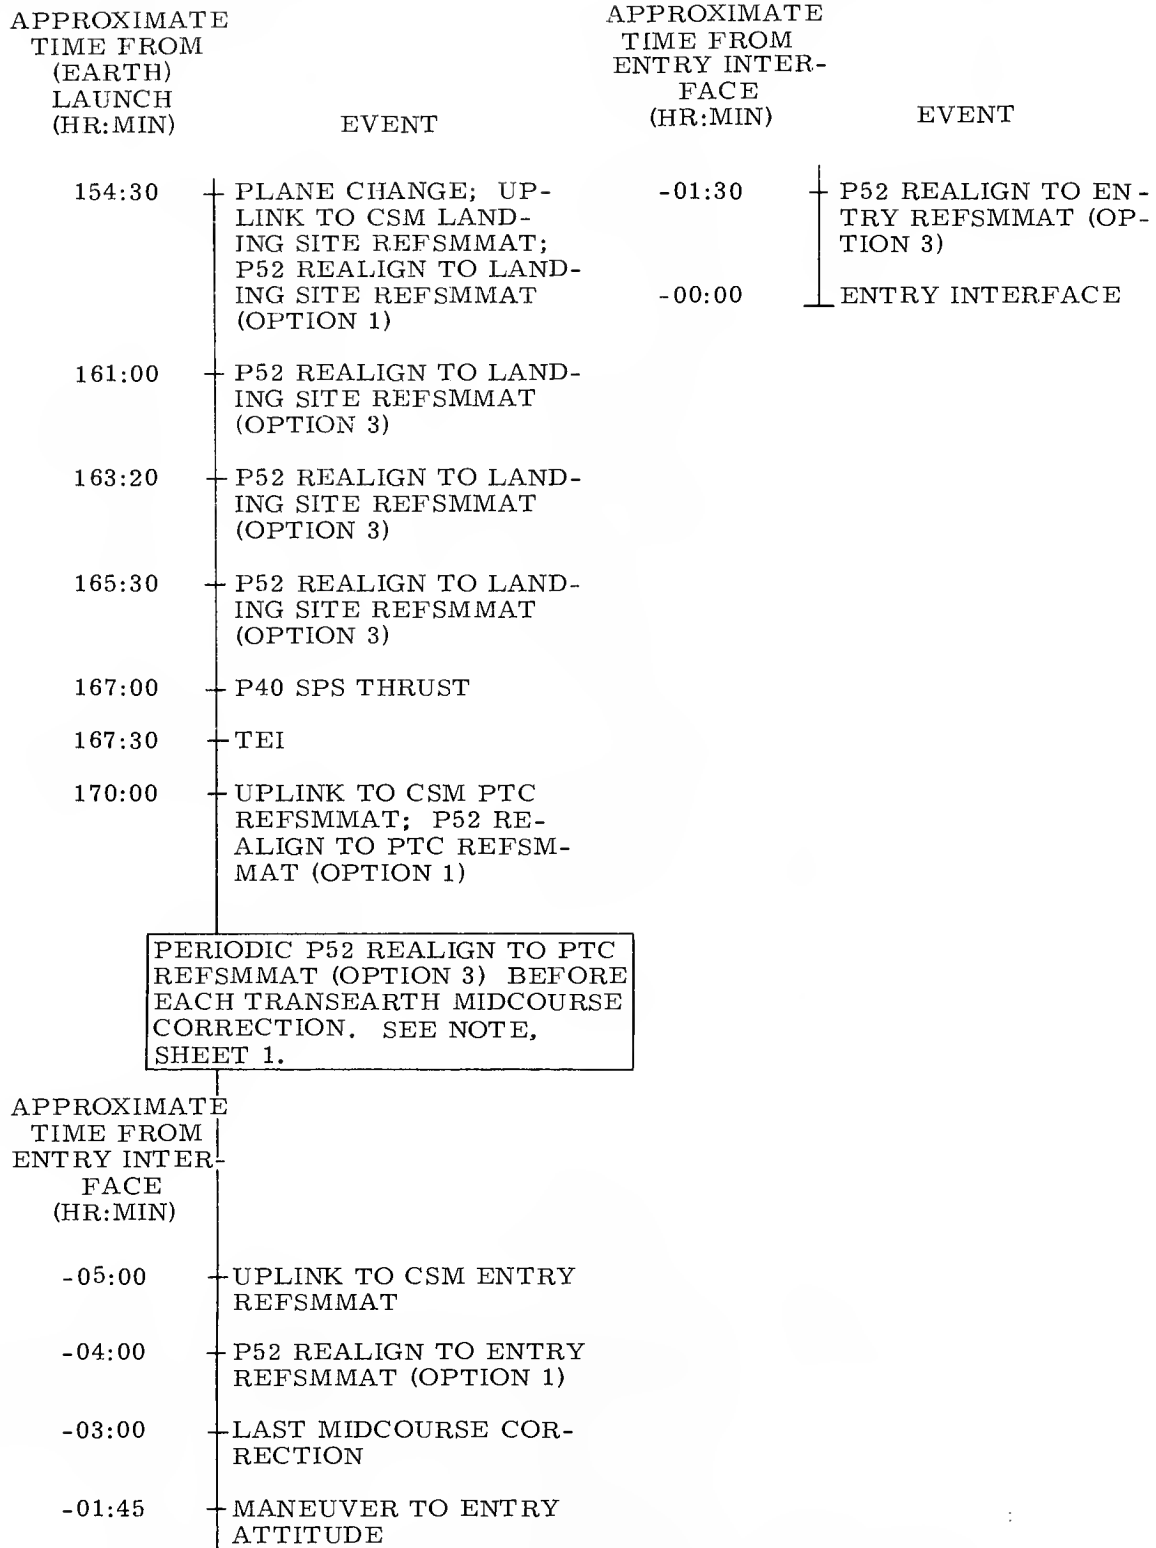 APPROXIMATE
TIME FROM
(EARTH)
LAUNCH
(HR:MIN)
EVENT
154:30
PLANE CHANGE; UP-
LINK TO CSM LAND-
ING SITE REFSMMAT;
P52 REALIGN TO LAND-
ING SITE REFSMMAT
(OPTION 1)
161:00
P52 REALIGN TO LAND-
ING SITE REFSMMAT
(OPTION 3)
163:20
P52 REALIGN TO LAND-
ING SITE REFSMMAT
(OPTION 3)
165:30
P52 REALIGN TO LAND-
ING SITE REFSMMAT
(OPTION 3)
167:00
P40 SPS THRUST
167:30
TEI
170:00
UPLINK TO CSM PTC
REFSMMAT; P52 RE-
ALIGN TO PTC REFSM-
MAT (OPTION 1)
PERIODIC P52 REALIGN TO PTC
REFSMMAT (OPTION 3) BEFORE
EACH TRANSEARTH MIDCOURSE
CORRECTION. SEE NOTE,
SHEET 1.
APPROXIMATE
TIME FROM
ENTRY INTER-
FACE
(HR:MIN)
-05:00
UPLINK TO CSM ENTRY
REFSMMAT
-04:00
P52 REALIGN TO ENTRY
REFSMMAT (OPTION 1)
-03:00
LAST MIDCOURSE COR-
RECTION
-01:45
MANEUVER TO ENTRY
ATTITUDE
APPROXIMATE
TIME FROM
ENTRY INTER-
FACE
(HR:MIN)
EVENT
-01:30
P52 REALIGN TO EN-
TRY REFSMMAT (OP-
TION 3)
-00:00
ENTRY INTERFACE